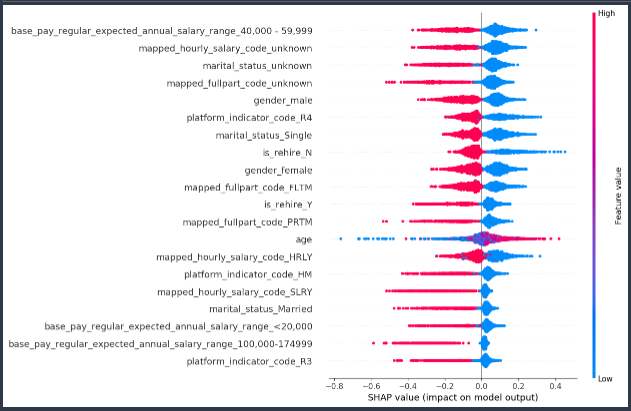 High
base_pay_regular_expected_annual_salary_range_40,000 - 59,999
mapped_hourly_salary_code_unknown
marital_status_unknown
mapped_fullpart_code_unknown
gender_male
platform_indicator_code_R4
marital_status_Single
is_rehire_N
gender_female
mapped_fullpart_code_FLTM
is_rehire_Y
mapped_fullpart_code_PRTM
age
mapped_hourly_salary_code_HRLY
platform_indicator_code_HM
mapped_hourly_salary_code_SLRY
marital_status_Married
base_pay_regular_expected_annual_salary_range_<20,000
base_pay_regular_expected_annual_salary_range_100,000-174999
platform_indicator_code_R3
Feature value
Low
−0.8 −0.6 −0.4 −0.2 0.0 0.2 0.4
SHAP value (impact on model output)